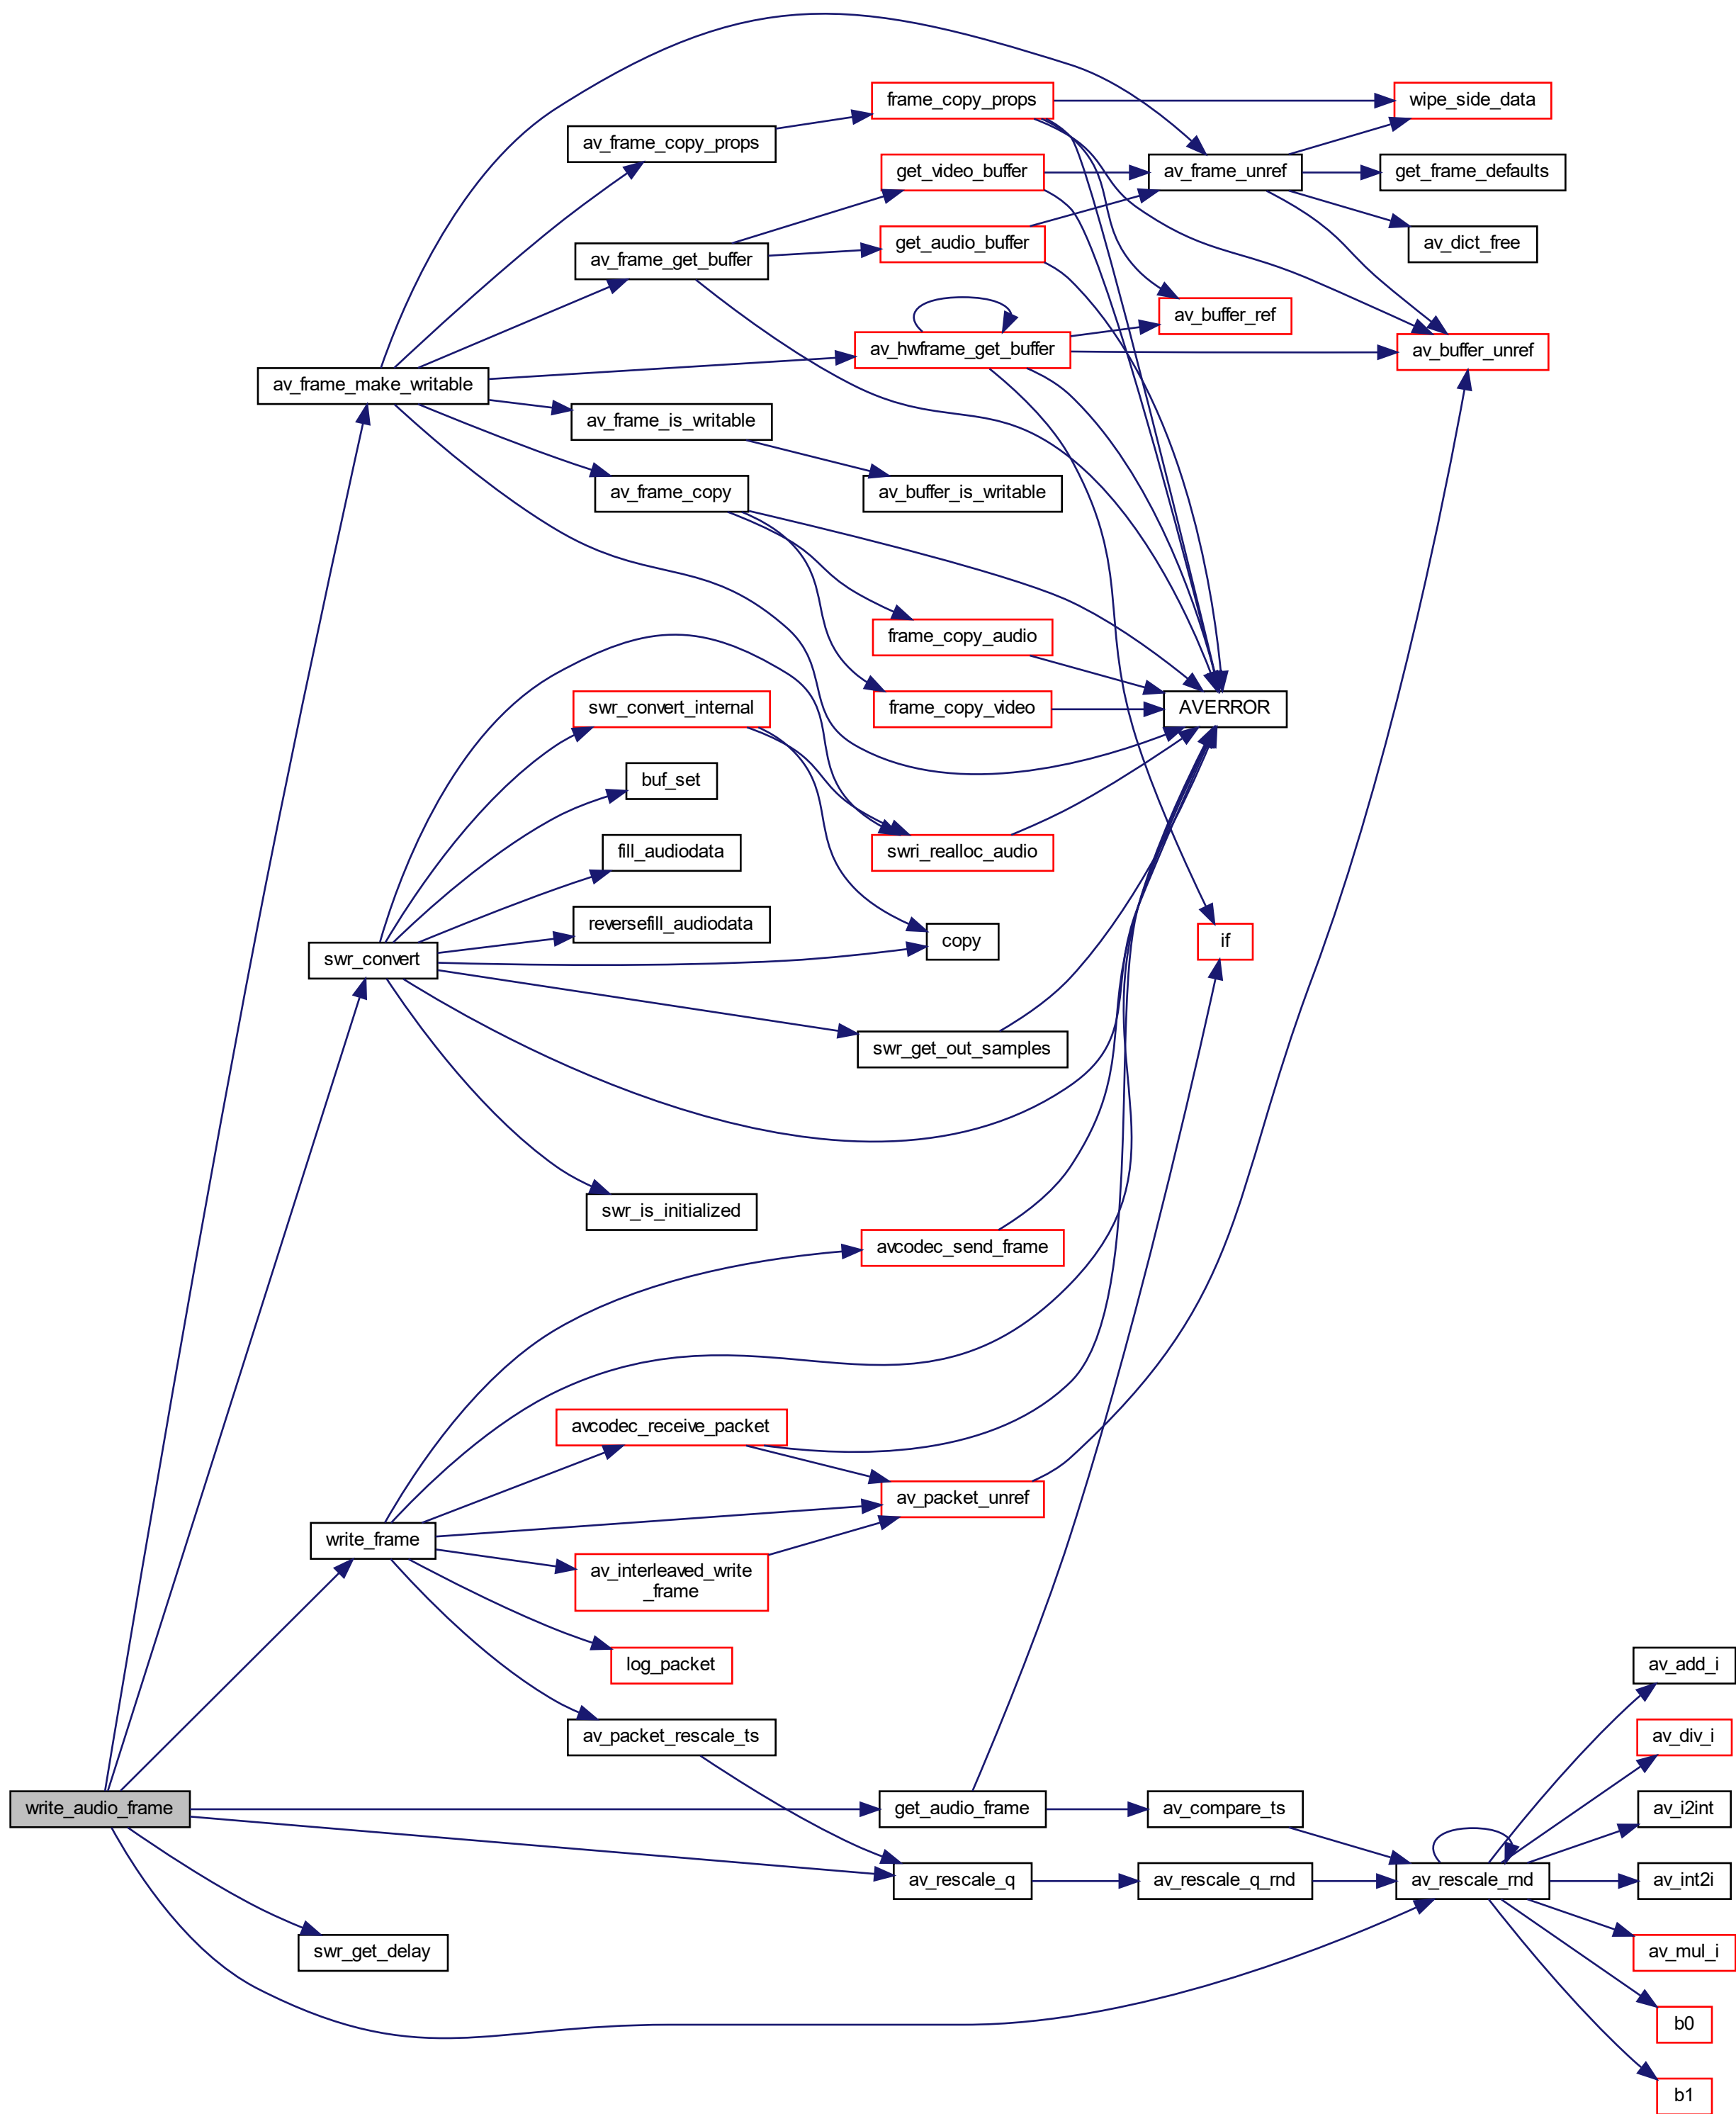 frame_copy_props
wipe_side_data
av_frame_copy_props
get_video_buffer
av_frame_unref
get_frame_defaults
get_audio_buffer
av_dict_free
av_frame_get_buffer
av_buffer_ref
av_hwframe_get_buffer
av_buffer_unref
av_frame_make_writable
av_frame_is_writable
av_frame_copy
av_buffer_is_writable
frame_copy_audio
swr_convert_internal
frame_copy_video
AVERROR
buf_set
fill_audiodata
swri_realloc_audio
reversefill_audiodata
copy
if
swr_convert
swr_get_out_samples
swr_is_initialized
avcodec_send_frame
avcodec_receive_packet
av_packet_unref
write_frame
av_interleaved_write
_frame
log_packet
av_add_i
av_packet_rescale_ts
av_div_i
write_audio_frame
get_audio_frame
av_compare_ts
av_i2int
av_rescale_q
av_rescale_q_rnd
av_rescale_rnd
av_int2i
swr_get_delay
av_mul_i
b0
b1